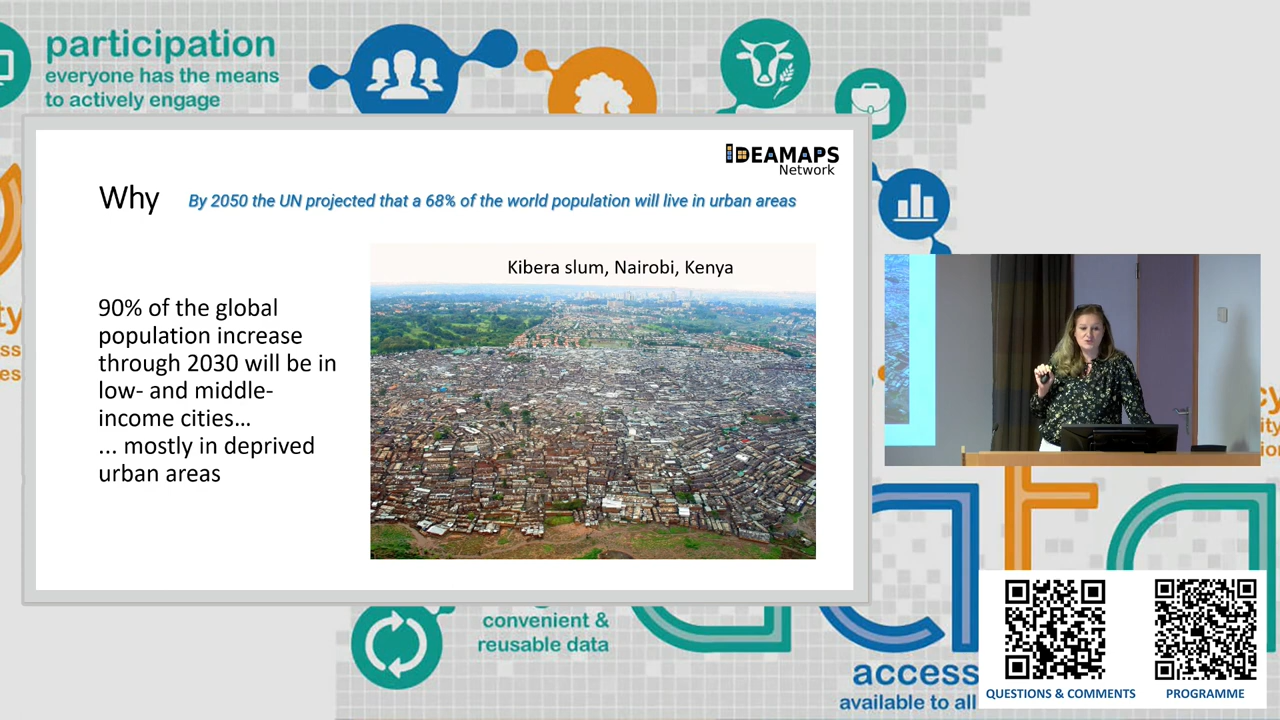 participation
everyone has the means
to actively engage
IDEAMAPS
Network
Why
By 2050 the UN projected that a 68% of the world population will live in urban areas
Kibera slum, Nairobi, Kenya
90% of the global
population increase
through 2030 will be in
low- and middle-
income cities...
... mostly in deprived
urban areas
convenient &
reusable data
access
available to all
QUESTIONS & COMMENTS
PROGRAMME